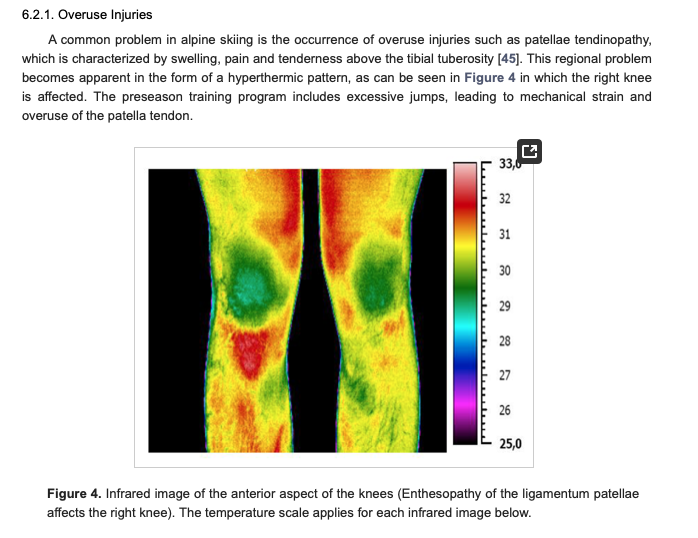 6.2.1. Overuse Injuries
A common problem in alpine skiing is the occurrence of overuse injuries such as patellae tendinopathy,
which is characterized by swelling, pain and tenderness above the tibial tuberosity [45]. This regional problem
becomes apparent in the form of a hyperthermic pattern, as can be seen in Figure 4 in which the right knee
is affected. The preseason training program includes excessive jumps, leading to mechanical strain and
overuse of the patella tendon.
33,0
32
31
30
29
28
27
26
25,0
Figure 4. Infrared image of the anterior aspect of the knees (Enthesopathy of the ligamentum patellae
affects the right knee). The temperature scale applies for each infrared image below.